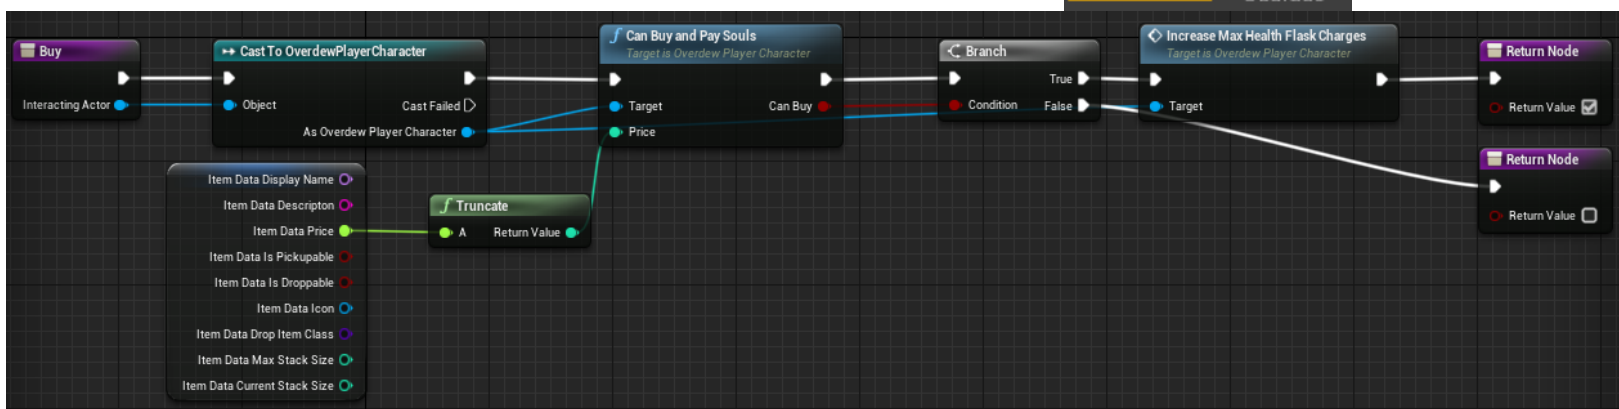 Buy
Interacting Actor
Cast To OverdewPlayerCharacter
Object
Cast Failed
As Overdew Player Character
Can Buy and Pay Souls
Target is Overdew Player Character
Target
Can Buy
Price
Branch
True
Condition
False
Increase Max Health Flask Charges
Target is Overdew Player Character
Target
Return Node
Return Value
Return Node
Return Value
Item Data Display Name
Item Data Descripton
Item Data Price
Item Data Is Pickupable
Item Data Is Droppable
Item Data Icon
Item Data Drop Item Class
Item Data Max Stack Size
Item Data Current Stack Size
f Truncate
A
Return Value